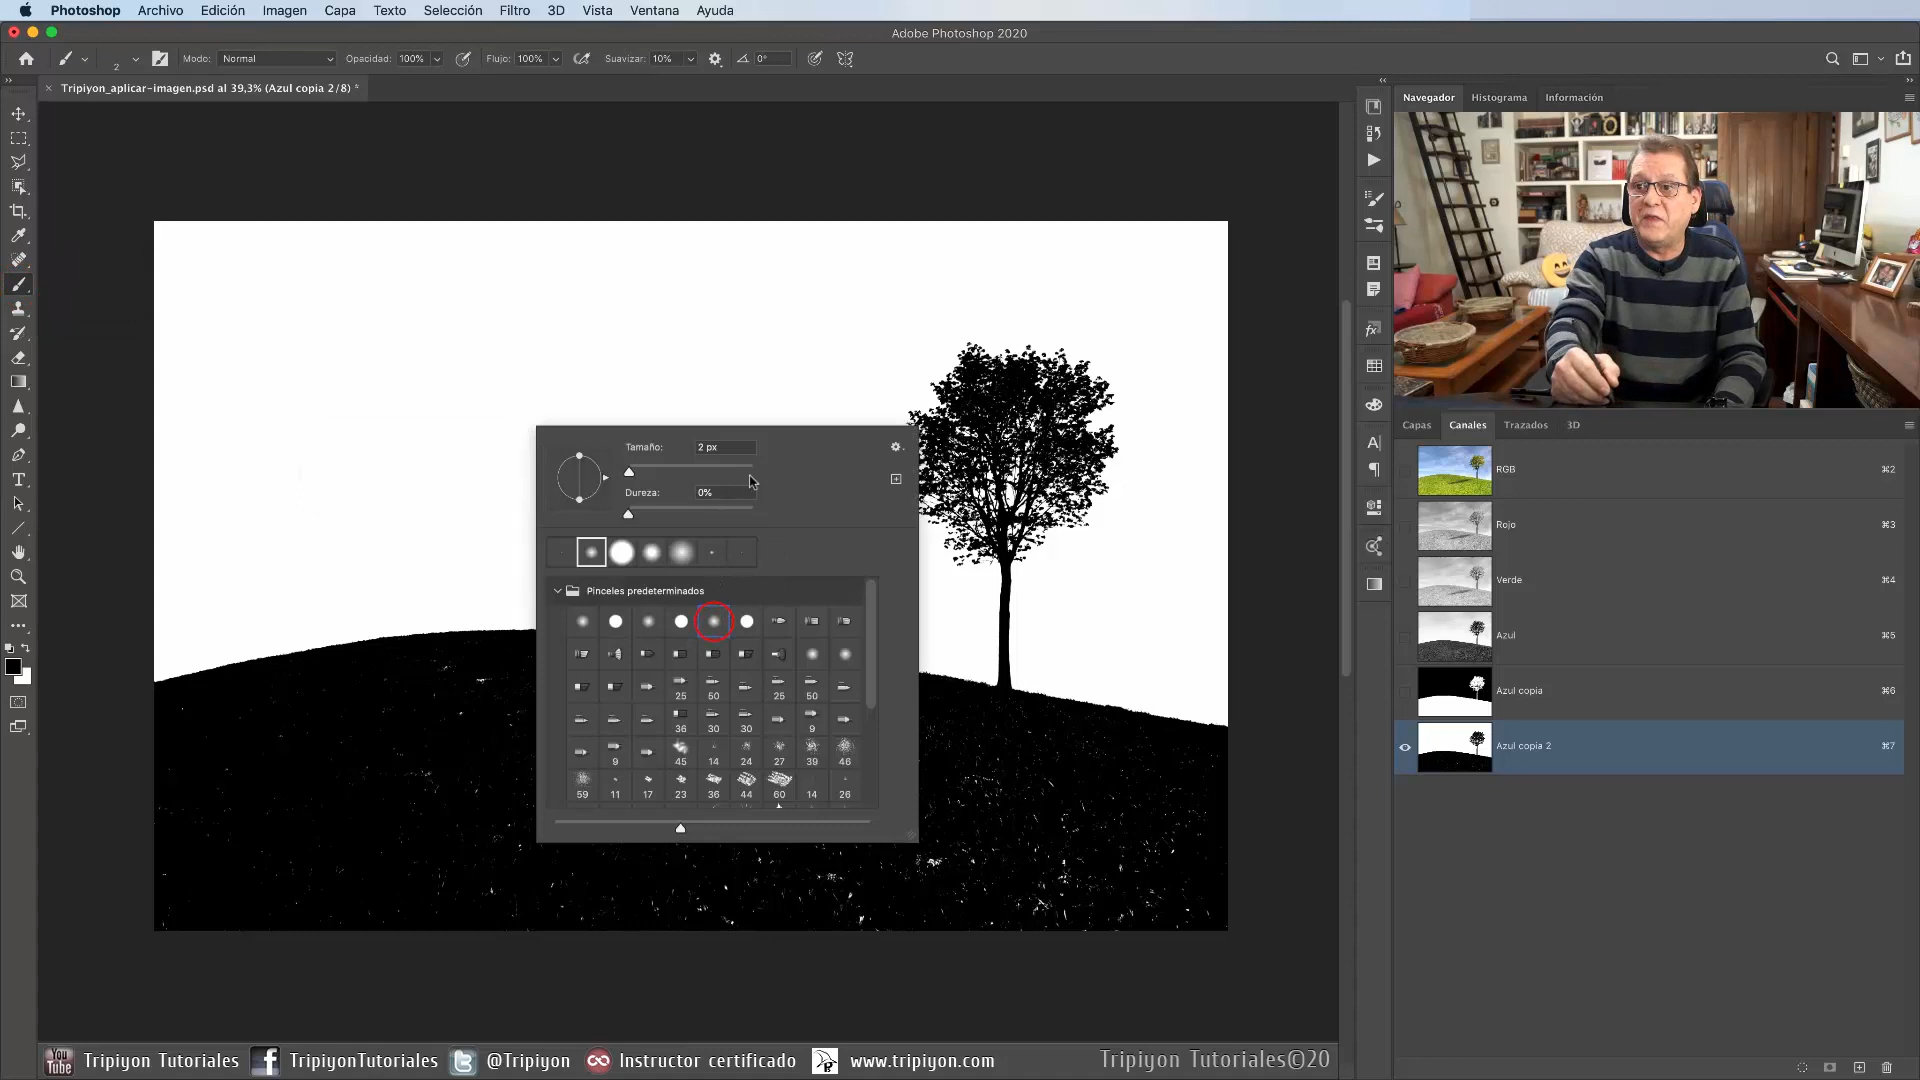 Photoshop Archivo Edición Imagen Capa Texto Selección Filtro 3D Vista Ventana Ayuda
Adobe Photoshop 2020
2 Modo: Normal Opacidad: 100% Flujo: 100% Suavizar: 10% 0°
Tripiyon_aplicar-imagen.psd al 39,3% (Azul copia 2/8) *
Navegador Histograma Información
Capas Canales Trazados 3D
RGB ⌘2
Rojo ⌘3
Verde ⌘4
Azul ⌘5
Azul copia ⌘6
Azul copia 2 ⌘7
Tamaño: 2 px
Dureza: 0%
Pinceles predeterminados
25 50 25 50
36 30 30 9
9 45 14 24 27 39 46
59 11 17 23 36 44 60 14 26
You Tube Tripiyon Tutoriales TripiyonTutoriales @Tripiyon Instructor certificado www.tripiyon.com Tripiyon Tutoriales©20